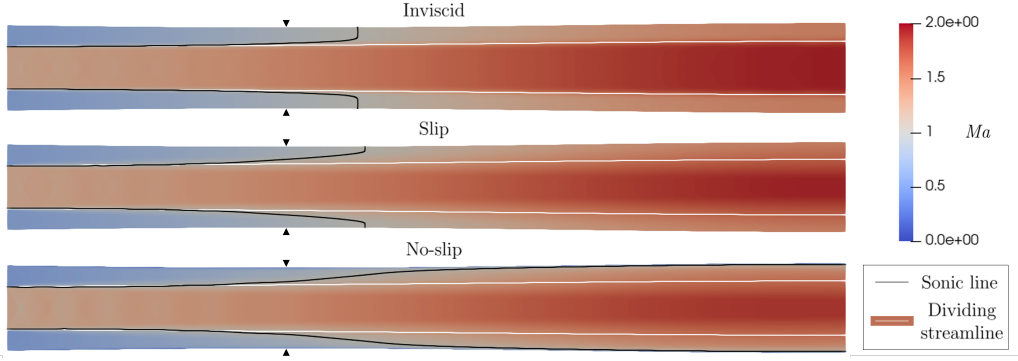 Inviscid
Slip
No-slip
2.0e+00
1.5
1
Ma
0.5
0.0e+00
Sonic line
Dividing
streamline